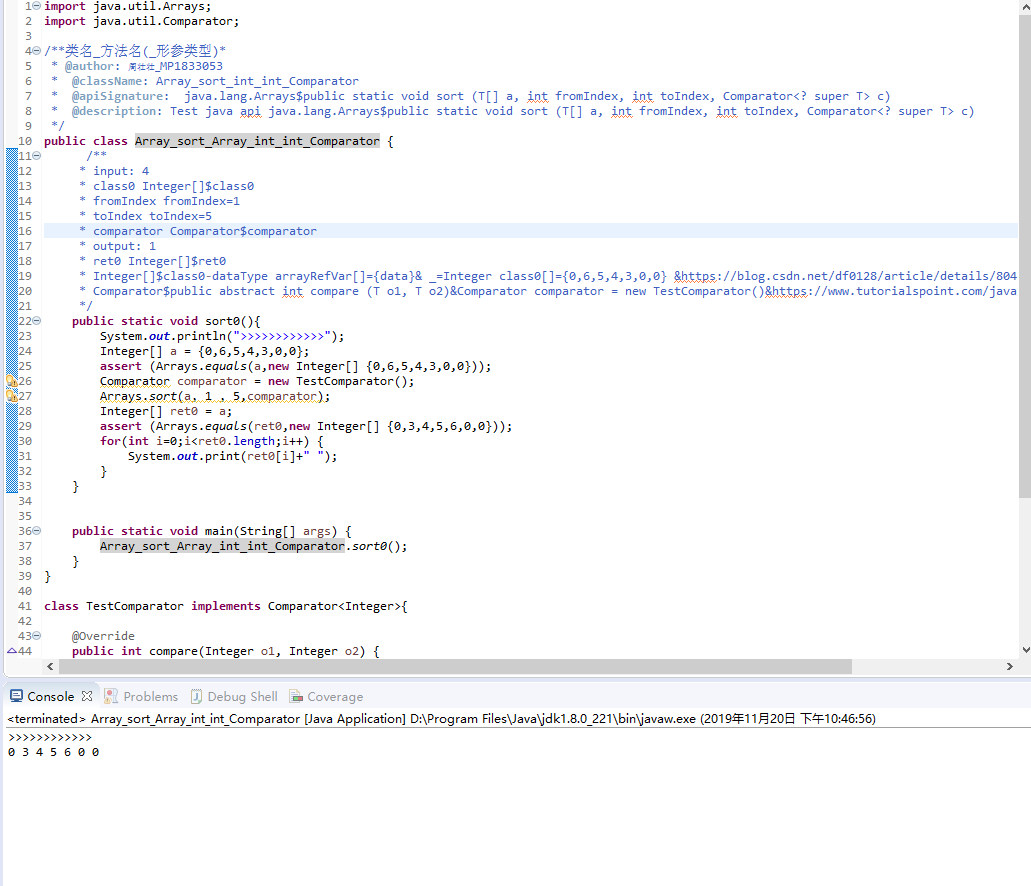 1 import java.util.Arrays;
2 import java.util.Comparator;
3
4 /**类名_方法名(_形参类型)*
5 * @author: 周壮壮_MP1833053
6 * @className: Array_sort_int_int_Comparator
7 * @apiSignature: java.lang.Arrays$public static void sort (T[] a, int fromIndex, int toIndex, Comparator<? super T> c)
8 * @description: Test java api java.lang.Arrays$public static void sort (T[] a, int fromIndex, int toIndex, Comparator<? super T> c)
9 */
10 public class Array_sort_Array_int_int_Comparator {
11 /**
12 * input: 4
13 * class0 Integer[]$class0
14 * fromIndex fromIndex=1
15 * toIndex toIndex=5
16 * comparator Comparator$comparator
17 * output: 1
18 * ret0 Integer[]$ret0
19 * Integer[]$class0-dataType arrayRefVar[]={data}& _=Integer class0[]={0,6,5,4,3,0,0} &https://blog.csdn.net/df0128/article/details/804
20 * Comparator$public abstract int compare (T o1, T o2)&Comparator comparator = new TestComparator()&https://www.tutorialspoint.com/java
21 */
22 public static void sort0(){
23 System.out.println(">>>>>>>>>>>>");
24 Integer[] a = {0,6,5,4,3,0,0};
25 assert (Arrays.equals(a,new Integer[] {0,6,5,4,3,0,0}));
26 Comparator comparator = new TestComparator();
27 Arrays.sort(a, 1 , 5,comparator);
28 Integer[] ret0 = a;
29 assert (Arrays.equals(ret0,new Integer[] {0,3,4,5,6,0,0}));
30 for(int i=0;i<ret0.length;i++) {
31 System.out.print(ret0[i]+" ");
32 }
33 }
34
35
36 public static void main(String[] args) {
37 Array_sort_Array_int_int_Comparator.sort0();
38 }
39 }
40
41 class TestComparator implements Comparator<Integer>{
42
43 @Override
44 public int compare(Integer o1, Integer o2) {
Console Problems Debug Shell Coverage
<terminated> Array_sort_Array_int_int_Comparator [Java Application] D:\Program Files\Java\jdk1.8.0_221\bin\javaw.exe (2019年11月20日 下午10:46:56)
>>>>>>>>>>>>
0 3 4 5 6 0 0